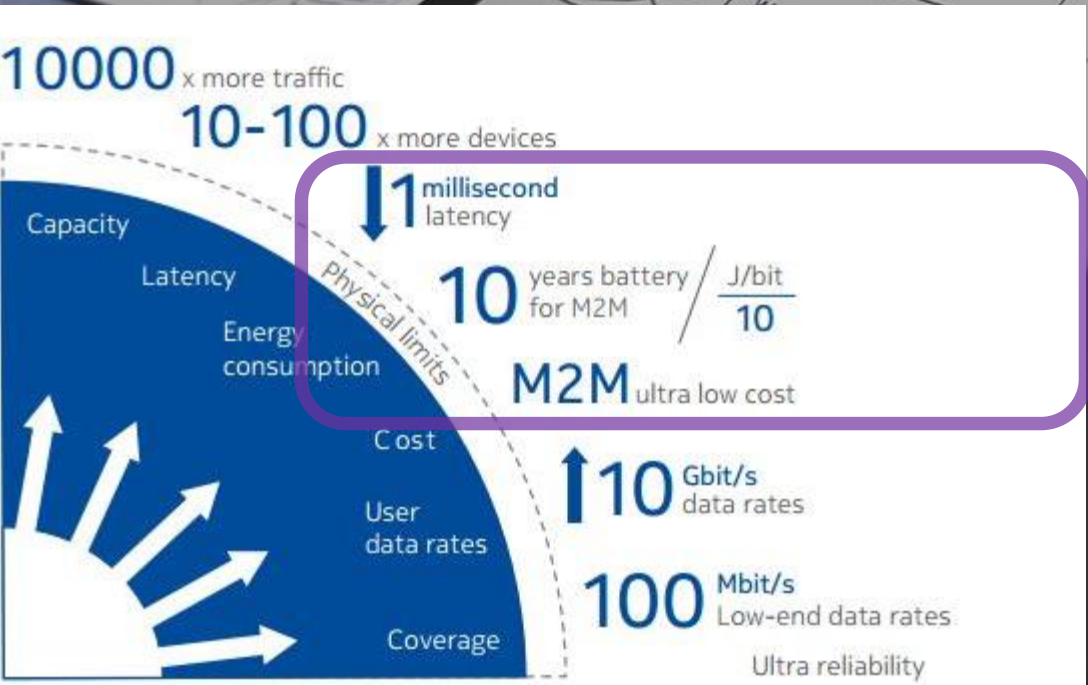 10000 x more traffic
10-100 x more devices
1 millisecond
latency
10 years battery
for M2M
J/bit
10
M2M ultra low cost
10 Gbit/s
data rates
100 Mbit/s
Low-end data rates
Ultra reliability
Physical limits
Capacity
Latency
Energy
consumption
Cost
User
data rates
Coverage